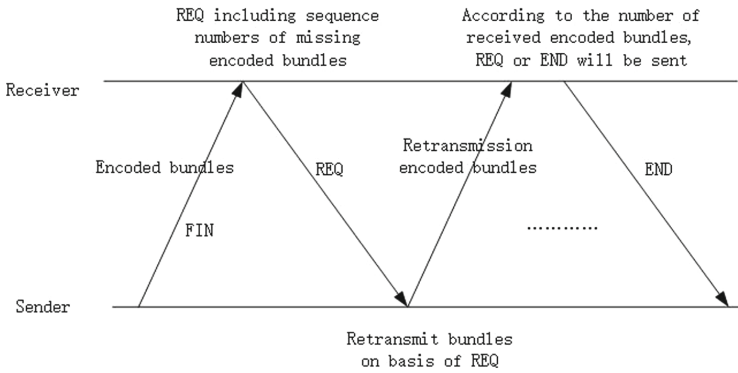 REQ including sequence
numbers of missing
encoded bundles
According to the number of
received encoded bundles,
REQ or END will be sent
Receiver
Encoded bundles
REQ
Retransmission
encoded bundles
END
FIN
…………
Sender
Retransmit bundles
on basis of REQ